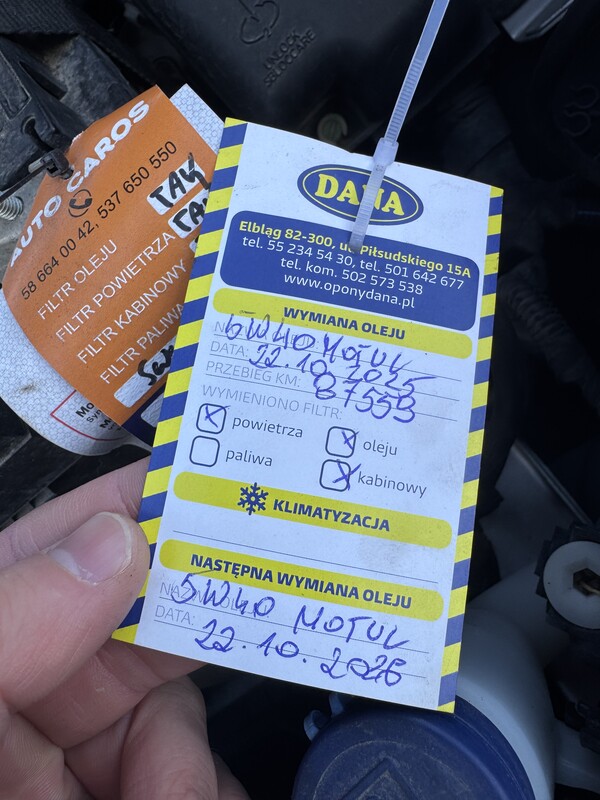 UNLOCK
AUTO CAROS
58 664 00 42, 537 650 550
FILTR OLEJU TAK
FILTR POWIETRZA
FILTR KABINOWY
FILTR PALIWA
DANA
Elbląg 82-300, ul. Piłsudskiego 15A
tel. 55 234 54 30, tel. 501 642 677
tel. kom. 502 573 538
www.oponydana.pl
WYMIANA OLEJU
5W40 MOTUL
DATA: 22.10.2025
PRZEBIEG KM: 87553
WYMIENIONO FILTR:
powietrza
oleju
paliwa
kabinowy
KLIMATYZACJA
NASTĘPNA WYMIANA OLEJU
5W40 MOTUL
DATA: 22.10.2026